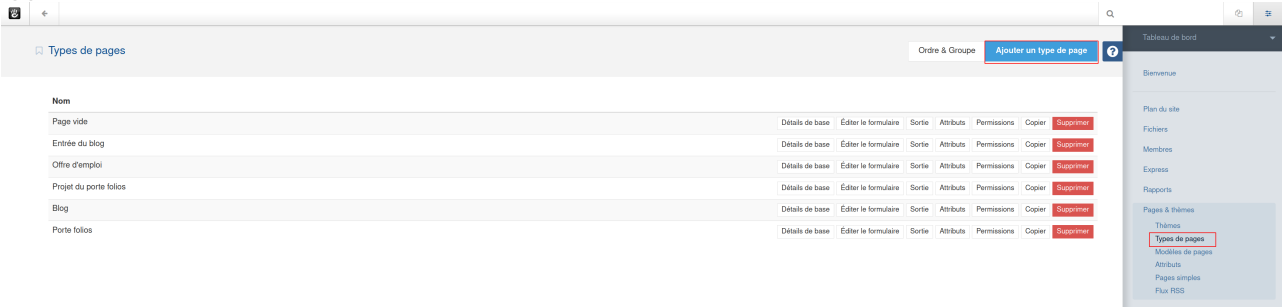 Types de pages
Ordre & Groupe
Ajouter un type de page
?
Nom
Page vide Détails de base Éditer le formulaire Sortie Attributs Permissions Copier Supprimer
Entrée du blog Détails de base Éditer le formulaire Sortie Attributs Permissions Copier Supprimer
Offre d'emploi Détails de base Éditer le formulaire Sortie Attributs Permissions Copier Supprimer
Projet du porte folios Détails de base Éditer le formulaire Sortie Attributs Permissions Copier Supprimer
Blog Détails de base Éditer le formulaire Sortie Attributs Permissions Copier Supprimer
Porte folios Détails de base Éditer le formulaire Sortie Attributs Permissions Copier Supprimer
Tableau de bord
Bienvenue
Plan du site
Fichiers
Membres
Express
Rapports
Pages & thèmes
Thèmes
Types de pages
Modèles de pages
Attributs
Pages simples
Flux RSS